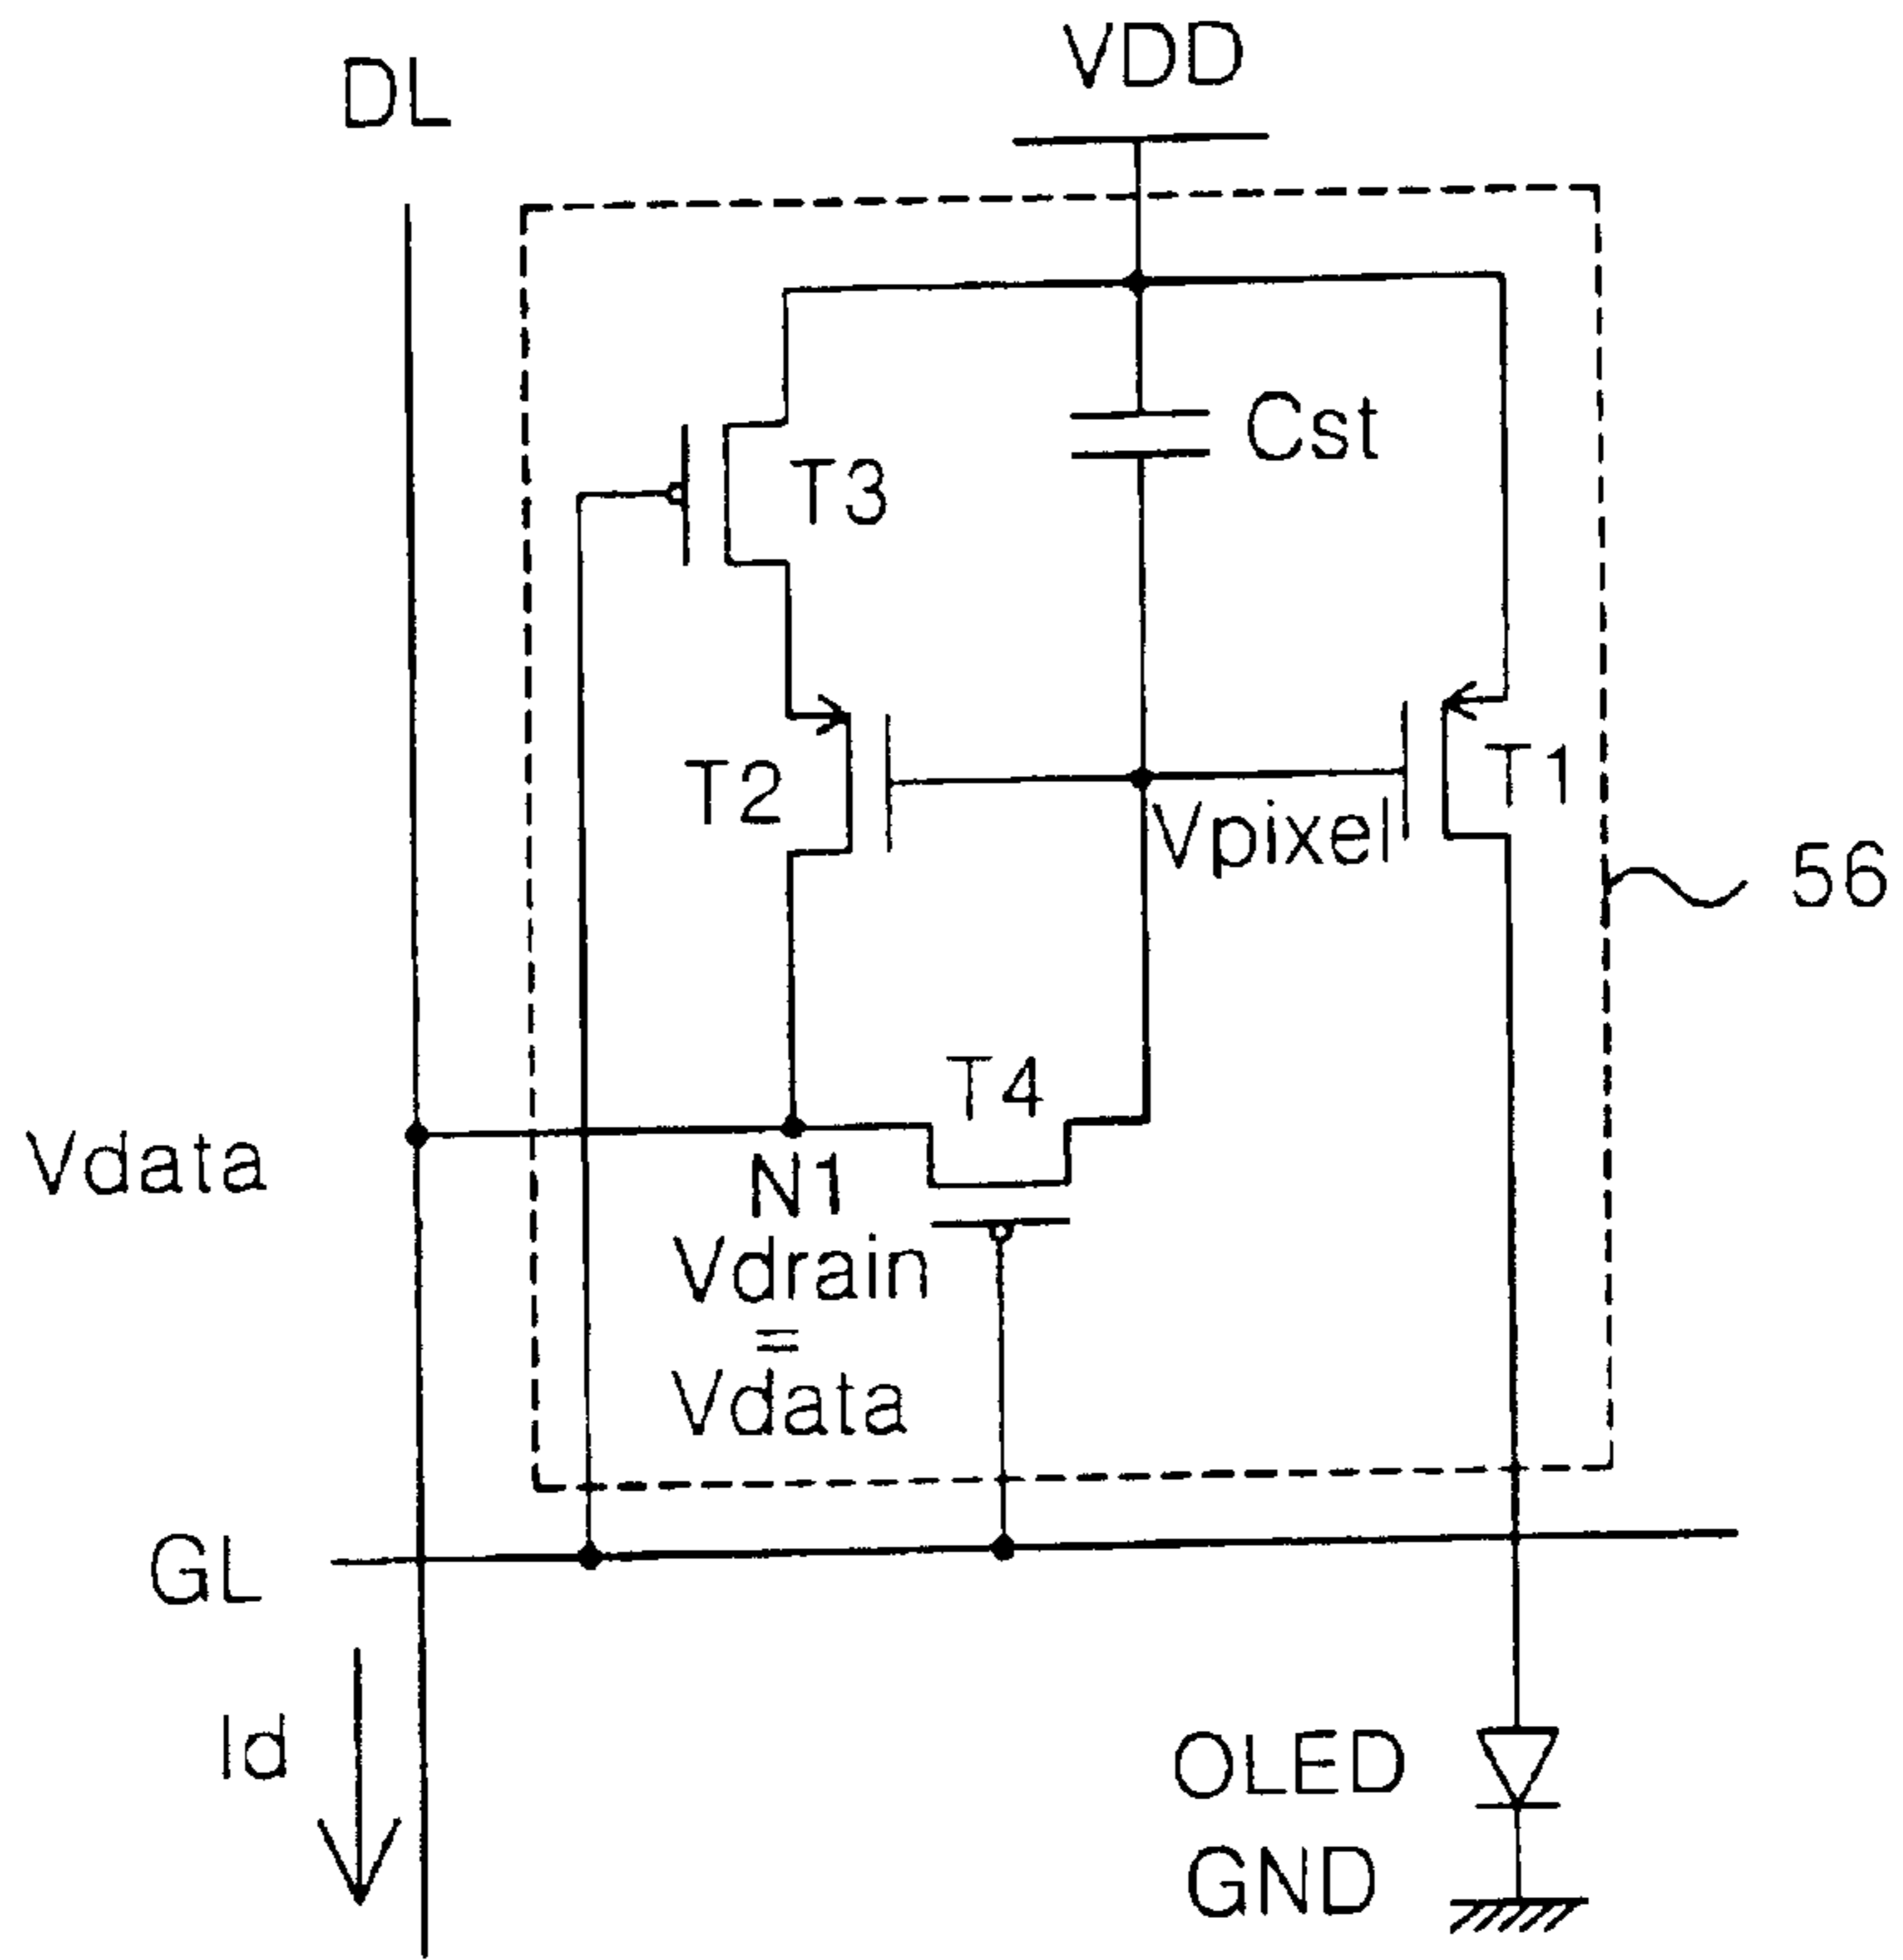 VDD
DL
Cst
T3
T2
T1
Vpixel
56
T4
Vdata
N1
Vdrain
=
Vdata
GL
Id
OLED
GND